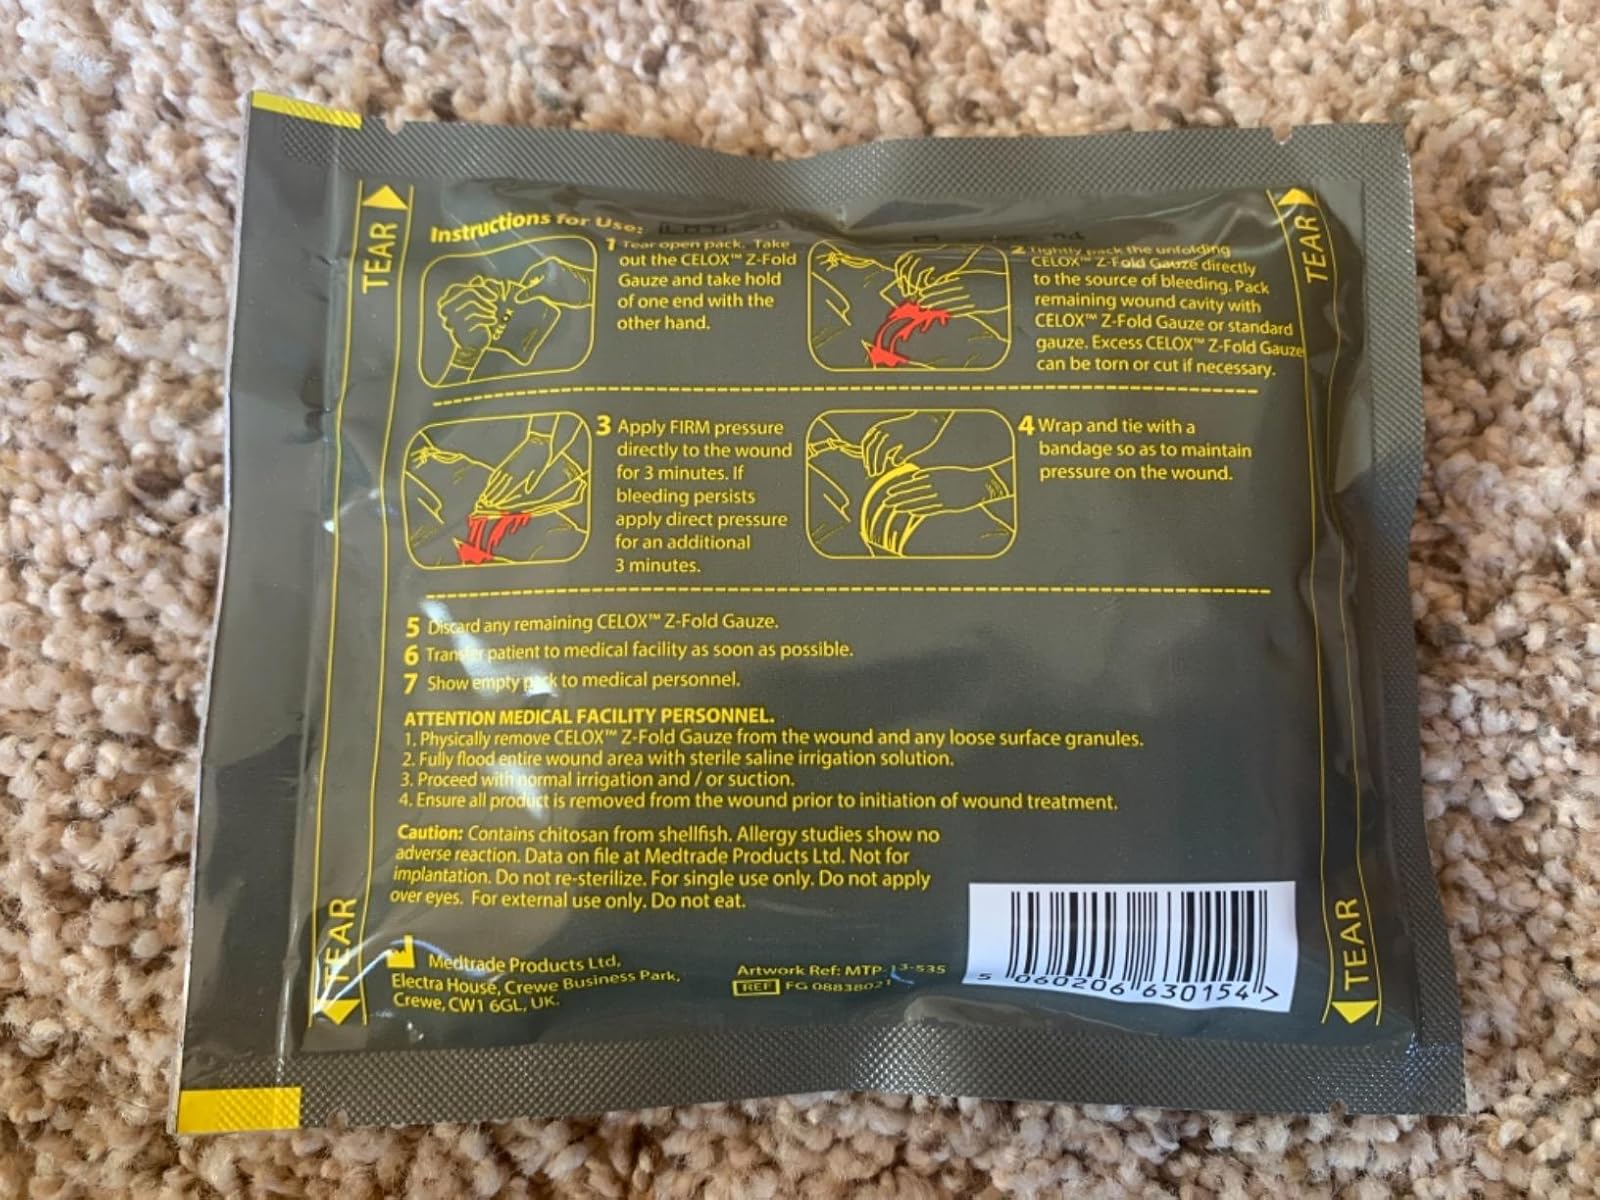 TEAR
TEAR
Instructions for Use:
1 Tear open pack. Take
out the CELOX™ Z-Fold
Gauze and take hold
of one end with the
other hand.
CELOX
2 Tightly pack the unfolding
CELOX™ Z-Fold Gauze directly
to the source of bleeding. Pack
remaining wound cavity with
CELOX™ Z-Fold Gauze or standard
gauze. Excess CELOX™ Z-Fold Gauze
can be torn or cut if necessary.
3 Apply FIRM pressure
directly to the wound
for 3 minutes. If
bleeding persists
apply direct pressure
for an additional
3 minutes.
4 Wrap and tie with a
bandage so as to maintain
pressure on the wound.
5 Discard any remaining CELOX™ Z-Fold Gauze.
6 Transfer patient to medical facility as soon as possible.
7 Show empty pack to medical personnel.
ATTENTION MEDICAL FACILITY PERSONNEL.
1. Physically remove CELOX™ Z-Fold Gauze from the wound and any loose surface granules.
2. Fully flood entire wound area with sterile saline irrigation solution.
3. Proceed with normal irrigation and / or suction.
4. Ensure all product is removed from the wound prior to initiation of wound treatment.
Caution: Contains chitosan from shellfish. Allergy studies show no
adverse reaction. Data on file at Medtrade Products Ltd. Not for
implantation. Do not re-sterilize. For single use only. Do not apply
over eyes. For external use only. Do not eat.
TEAR
TEAR
Medtrade Products Ltd,
Electra House, Crewe Business Park,
Crewe, CW1 6GL, UK.
Artwork Ref: MTP-13-535
REF FG 08838021
5 060206 630154 >